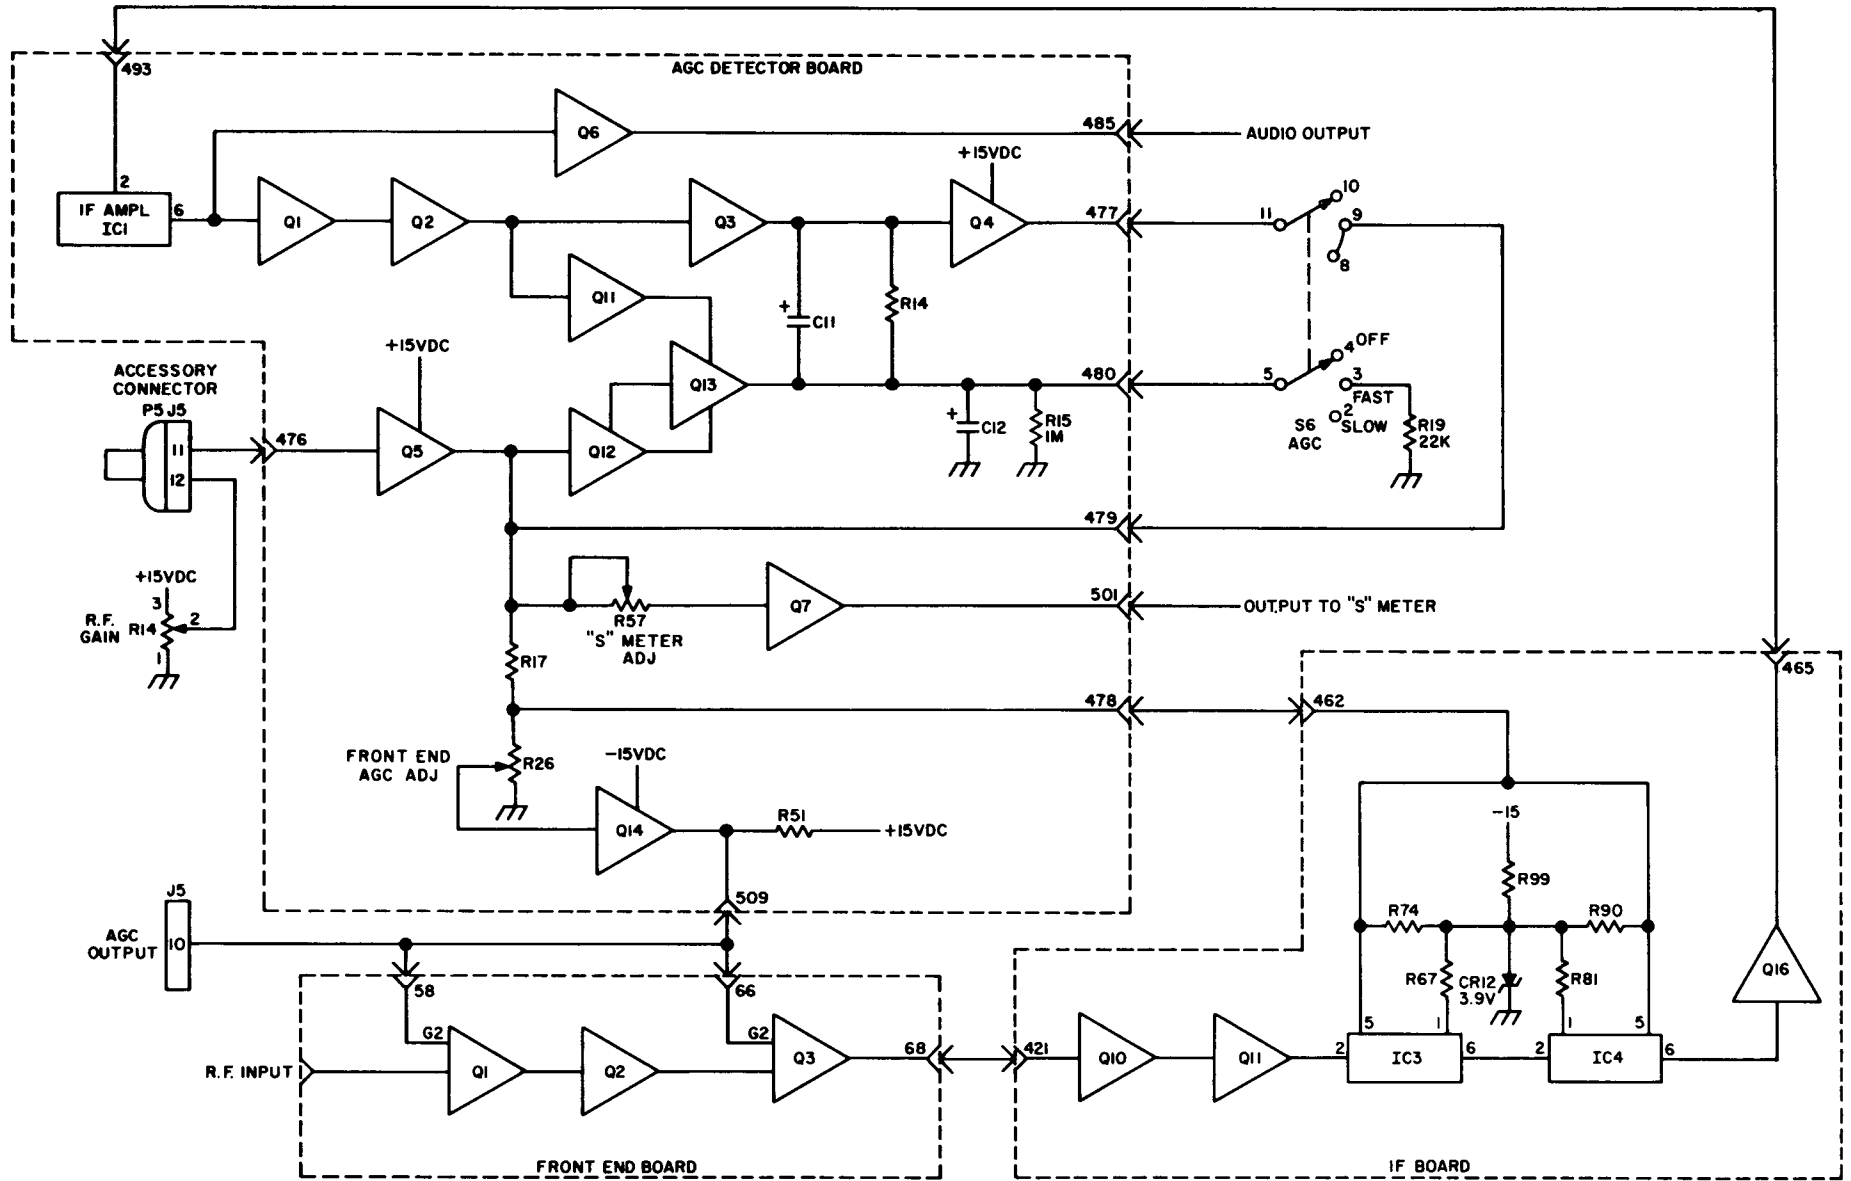 493
AGC DETECTOR BOARD
Q6
485
AUDIO OUTPUT
+15VDC
2
IF AMPL
IC1
6
Q1
Q2
Q3
Q4
477
11
10
9
8
Q11
+
C11
R14
+15VDC
ACCESSORY
CONNECTOR
P5 J5
11
12
476
Q5
Q12
Q13
480
5
4 OFF
3
FAST
2
SLOW
S6
AGC
R19
22K
+
C12
R15
1M
479
+15VDC
3
R.F.
GAIN
R14
2
1
R57
"S" METER
ADJ
Q7
501
OUTPUT TO "S" METER
R17
478
462
465
FRONT END
AGC ADJ
R26
-15VDC
Q14
R51
+15VDC
509
-15
R99
R74
R90
R67
CR12
3.9V
R81
Q16
J5
AGC
OUTPUT
10
58
66
G2
G2
R.F. INPUT
Q1
Q2
Q3
68
421
Q10
Q11
5
1
2
IC3
6
1
5
2
IC4
6
FRONT END BOARD
IF BOARD